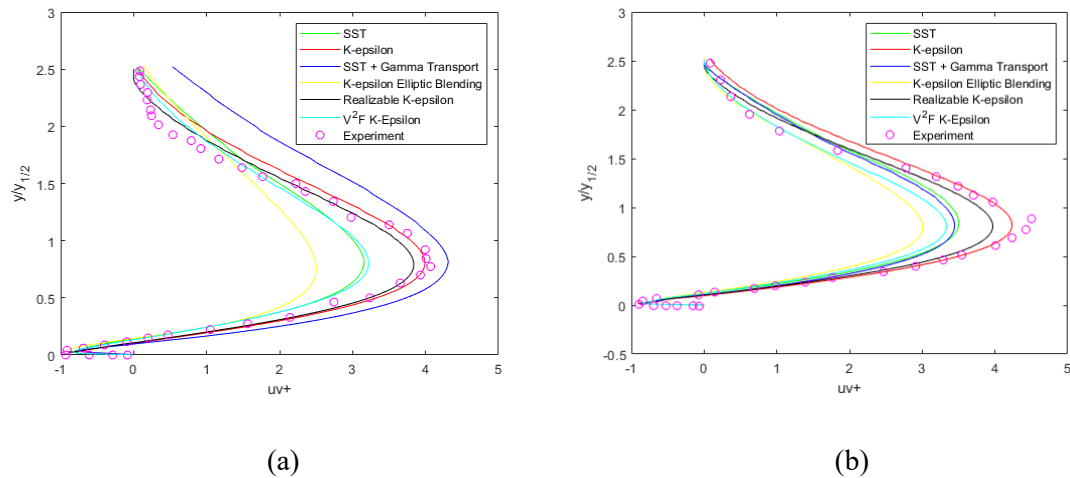 3
2.5
2
1.5
1
0.5
0
-1
0
1
2
3
4
5
y/y1/2
uv+
SST
K-epsilon
SST + Gamma Transport
K-epsilon Elliptic Blending
Realizable K-epsilon
V2F K-Epsilon
Experiment
(a)
3
2.5
2
1.5
1
0.5
0
-0.5
-1
0
1
2
3
4
5
y/y1/2
uv+
SST
K-epsilon
SST + Gamma Transport
K-epsilon Elliptic Blending
Realizable K-epsilon
V2F K-Epsilon
Experiment
(b)